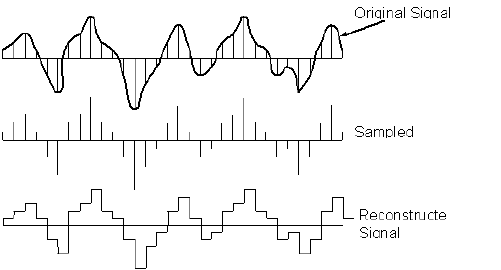 Original Signal
Sampled
Reconstructe
Signal